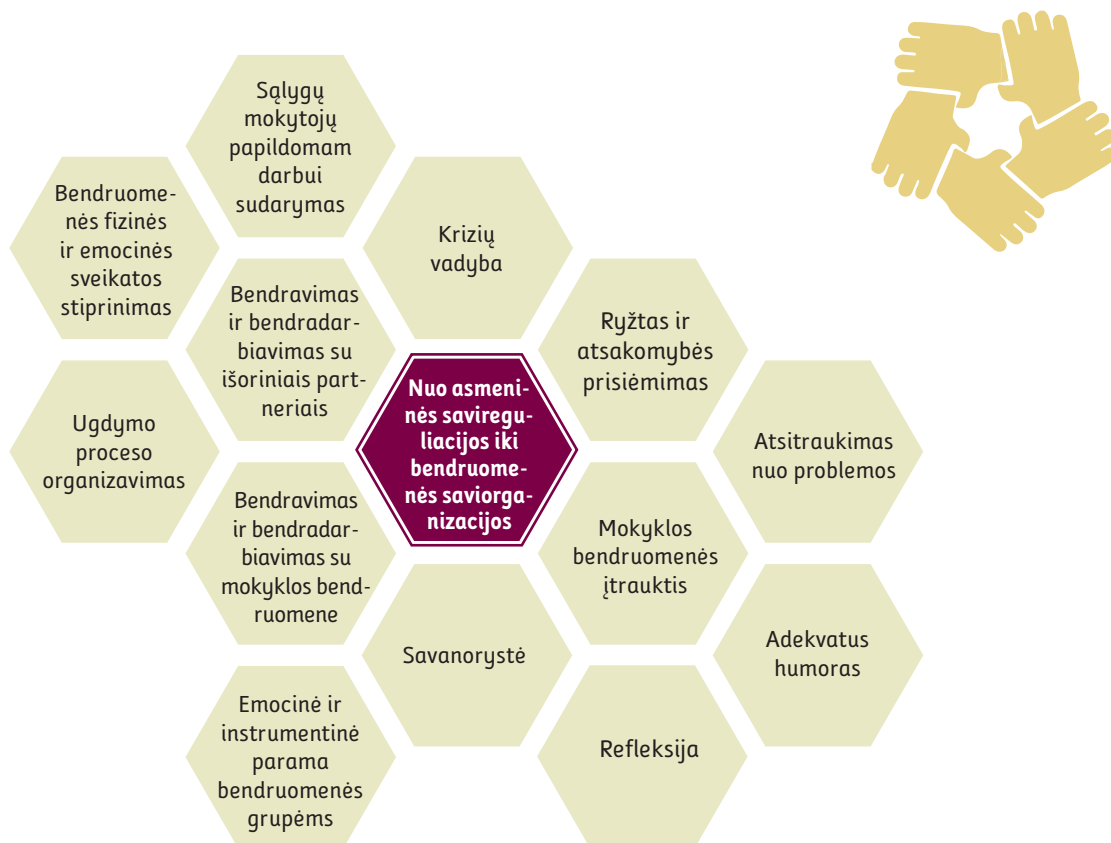 Sąlygų
mokytojų
papildomam
darbui
sudarymas
Bendruome-
nės fizinės
ir emocinės
sveikatos
stiprinimas
Krizių
vadyba
Bendravimas
ir bendradar-
biavimas su
išoriniais part-
neriais
Ryžtas ir
atsakomybės
prisiėmimas
Nuo asmeni-
nės saviregu-
liacijos iki
bendruome-
nės saviorga-
nizacijos
Ugdymo
proceso
organizavimas
Atsitraukimas
nuo problemos
Bendravimas
ir bendradar-
biavimas su
mokyklos bend-
ruomene
Mokyklos
bendruomenės
įtrauktis
Savanorystė
Adekvatus
humoras
Emocinė ir
instrumentinė
parama
bendruomenės
grupėms
Refleksija